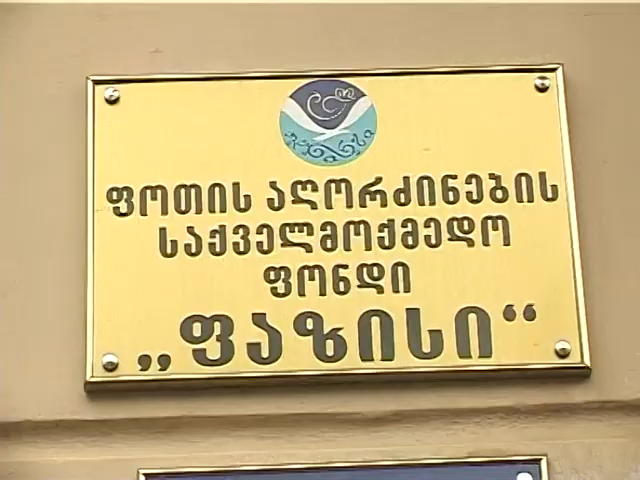 ფოთის აღორძინების
საქველმოქმედო
ფონდი
„ფაზისი“